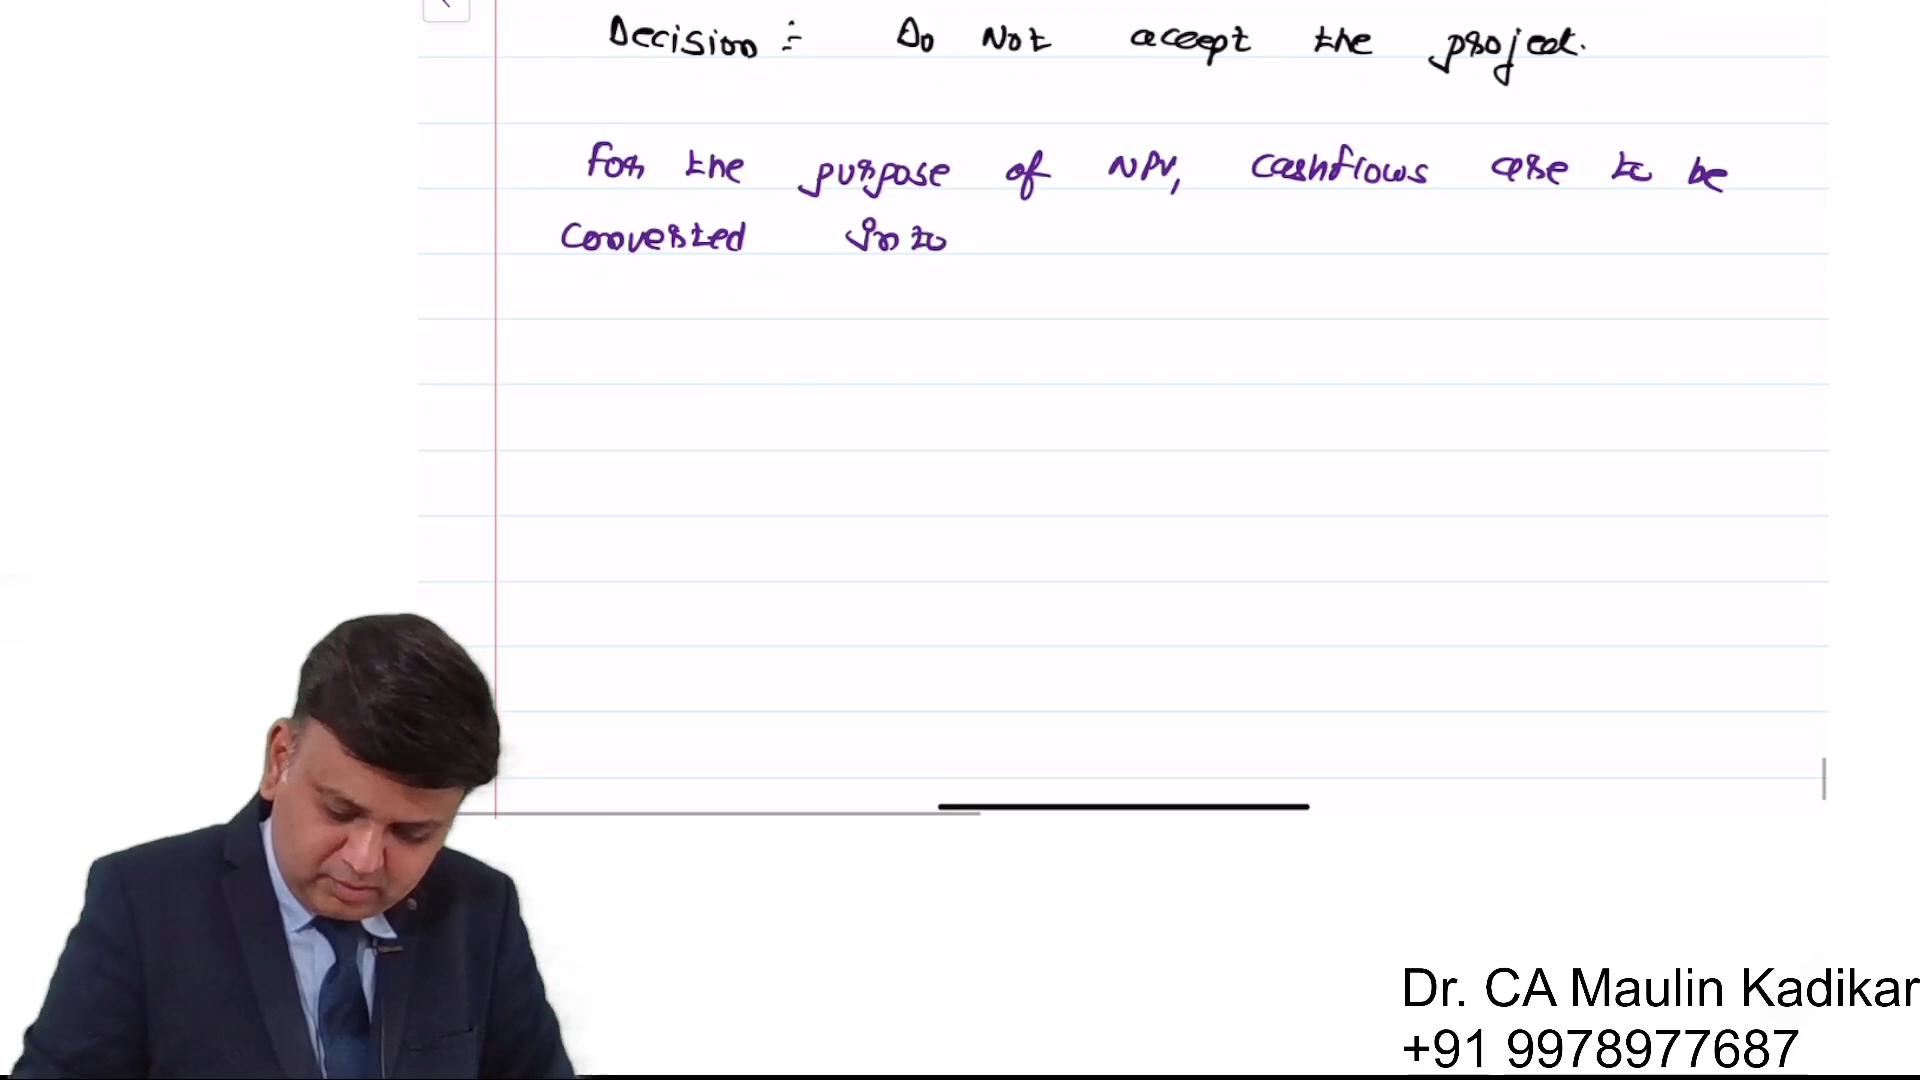 Decision :- Do Not accept the project.
For the purpose of NPV, cashflows are to be
converted into
Dr. CA Maulin Kadikar
+91 9978977687